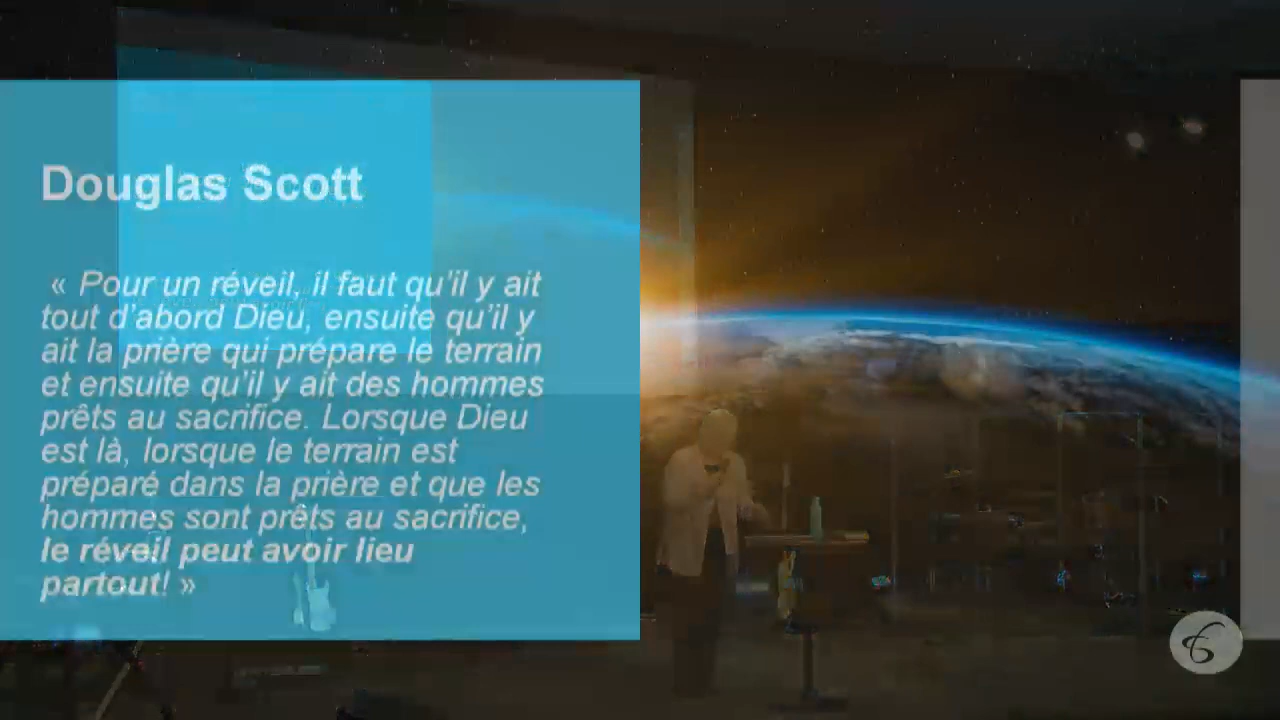 Douglas Scott
« Pour un réveil, il faut qu’il y ait
tout d’abord Dieu, ensuite qu’il y
ait la prière qui prépare le terrain
et ensuite qu’il y ait des hommes
prêts au sacrifice. Lorsque Dieu
est là, lorsque le terrain est
préparé dans la prière et que les
hommes sont prêts au sacrifice,
le réveil peut avoir lieu
partout! »